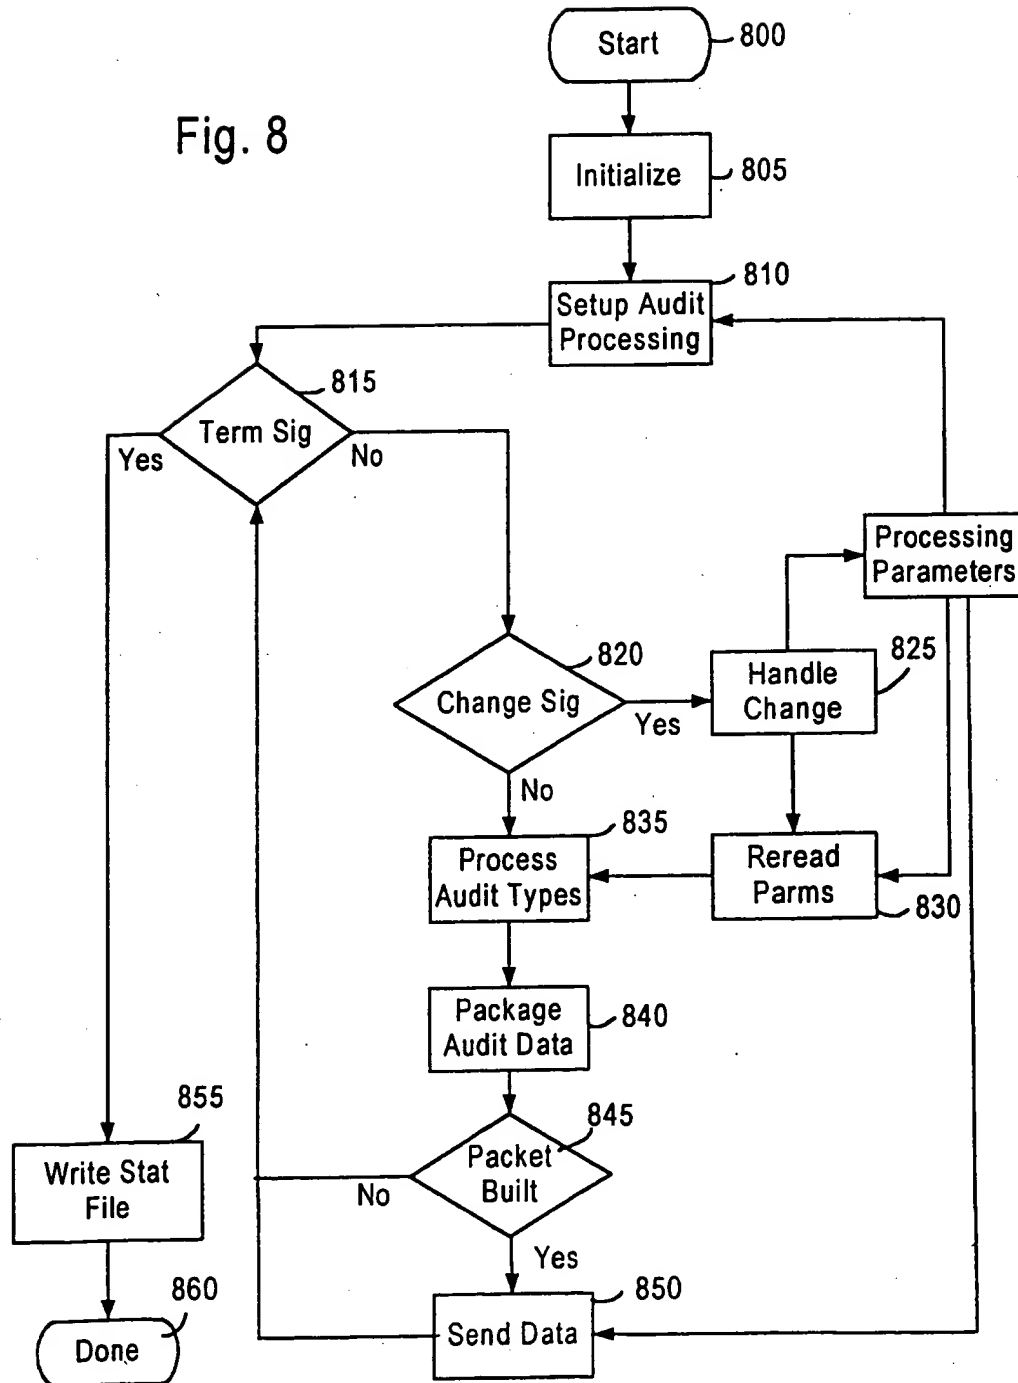 Start
800
Fig. 8
Initialize
805
810
Setup Audit
Processing
815
Term Sig
Yes
No
Processing
Parameters
820
Change Sig
Yes
No
825
Handle
Change
835
Process
Audit Types
Reread
Parms
830
Package
Audit Data
840
845
Packet
Built
No
Yes
855
Write Stat
File
850
Send Data
860
Done